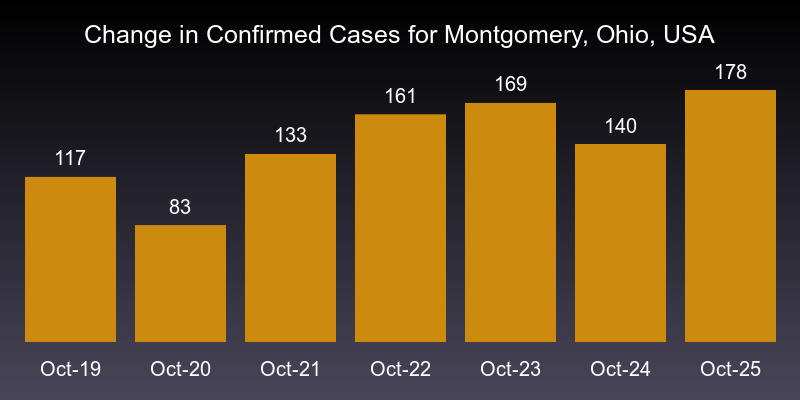 Change in Confirmed Cases for Montgomery, Ohio, USA
117
83
133
161
169
140
178
Oct-19
Oct-20
Oct-21
Oct-22
Oct-23
Oct-24
Oct-25